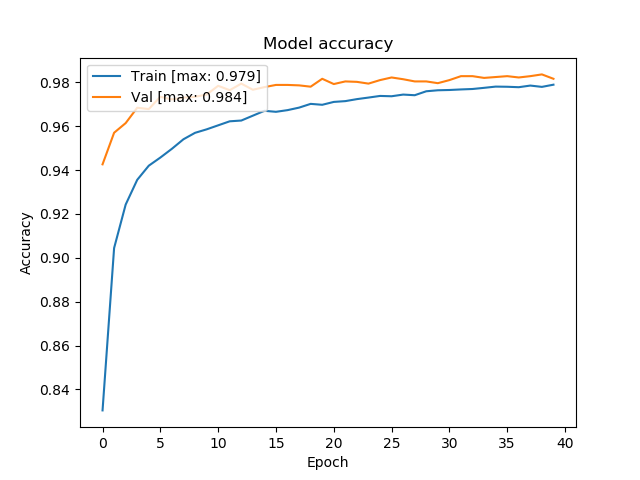 Model accuracy
Train [max: 0.979]
Val [max: 0.984]
Accuracy
0.98
0.96
0.94
0.92
0.90
0.88
0.86
0.84
0 5 10 15 20 25 30 35 40
Epoch